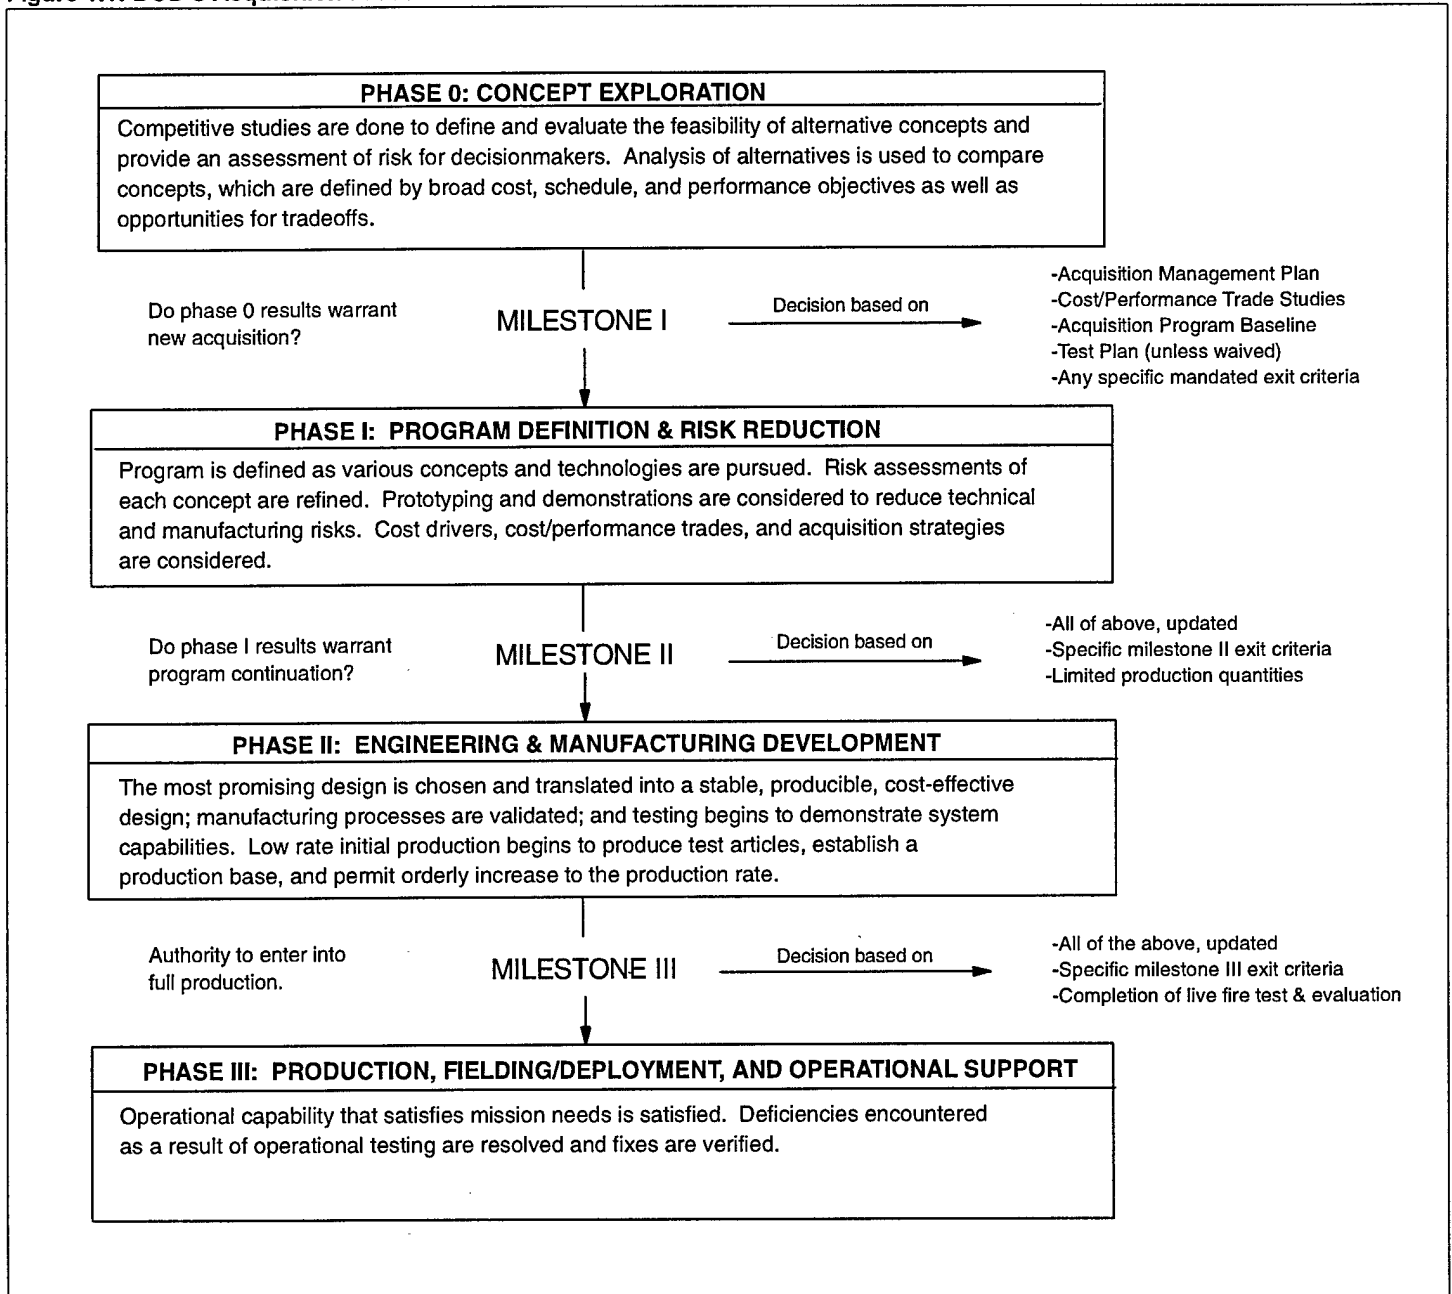 PHASE 0: CONCEPT EXPLORATION
Competitive studies are done to define and evaluate the feasibility of alternative concepts and
provide an assessment of risk for decisionmakers. Analysis of alternatives is used to compare
concepts, which are defined by broad cost, schedule, and performance objectives as well as
opportunities for tradeoffs.
Do phase 0 results warrant
new acquisition?
MILESTONE I
Decision based on
-Acquisition Management Plan
-Cost/Performance Trade Studies
-Acquisition Program Baseline
-Test Plan (unless waived)
-Any specific mandated exit criteria
PHASE I: PROGRAM DEFINITION & RISK REDUCTION
Program is defined as various concepts and technologies are pursued. Risk assessments of
each concept are refined. Prototyping and demonstrations are considered to reduce technical
and manufacturing risks. Cost drivers, cost/performance trades, and acquisition strategies
are considered.
Do phase I results warrant
program continuation?
MILESTONE II
Decision based on
-All of above, updated
-Specific milestone II exit criteria
-Limited production quantities
PHASE II: ENGINEERING & MANUFACTURING DEVELOPMENT
The most promising design is chosen and translated into a stable, producible, cost-effective
design; manufacturing processes are validated; and testing begins to demonstrate system
capabilities. Low rate initial production begins to produce test articles, establish a
production base, and permit orderly increase to the production rate.
Authority to enter into
full production.
MILESTONE III
Decision based on
-All of the above, updated
-Specific milestone III exit criteria
-Completion of live fire test & evaluation
PHASE III: PRODUCTION, FIELDING/DEPLOYMENT, AND OPERATIONAL SUPPORT
Operational capability that satisfies mission needs is satisfied. Deficiencies encountered
as a result of operational testing are resolved and fixes are verified.